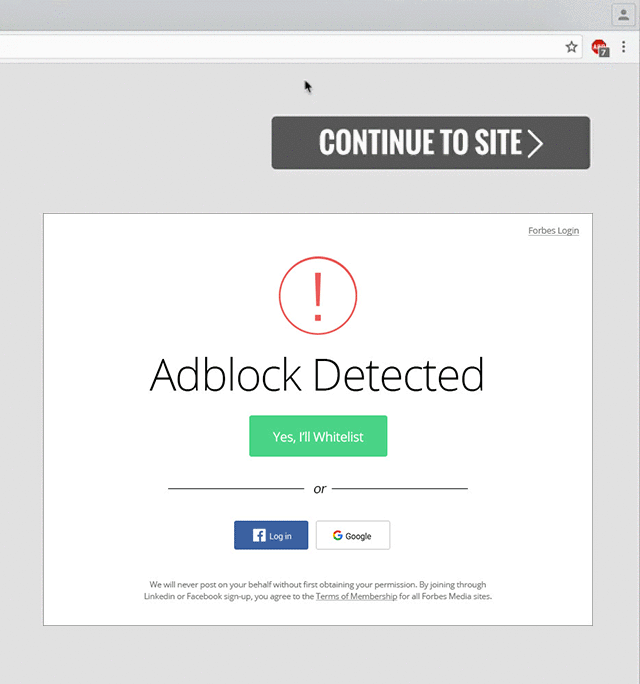 ABP
7
CONTINUE TO SITE
Forbes Login
!
Adblock Detected
Yes, I'll Whitelist
or
f Log in
G Google
We will never post on your behalf without first obtaining your permission. By joining through
Linkedin or Facebook sign-up, you agree to the Terms of Membership for all Forbes Media sites.